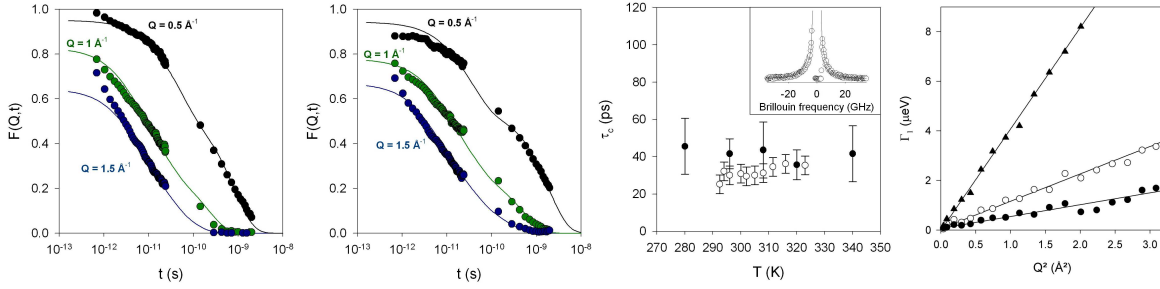 1.0
0.8
0.6
0.4
0.2
0.0
F(Q,t)
Q = 0.5 Å⁻¹
Q = 1 Å⁻¹
Q = 1.5 Å⁻¹
10⁻¹³ 10⁻¹² 10⁻¹¹ 10⁻¹⁰ 10⁻⁹ 10⁻⁸
t (s)
1.0
0.8
0.6
0.4
0.2
0.0
F(Q,t)
Q = 0.5 Å⁻¹
Q = 1 Å⁻¹
Q = 1.5 Å⁻¹
10⁻¹³ 10⁻¹² 10⁻¹¹ 10⁻¹⁰ 10⁻⁹ 10⁻⁸
t (s)
120
100
80
60
40
20
0
τc (ps)
-20 0 20
Brillouin frequency (GHz)
270 280 290 300 310 320 330 340 350
T (K)
8
6
4
2
0
Γ₁ (μeV)
0.0 0.5 1.0 1.5 2.0 2.5 3.0
Q² (Å²)